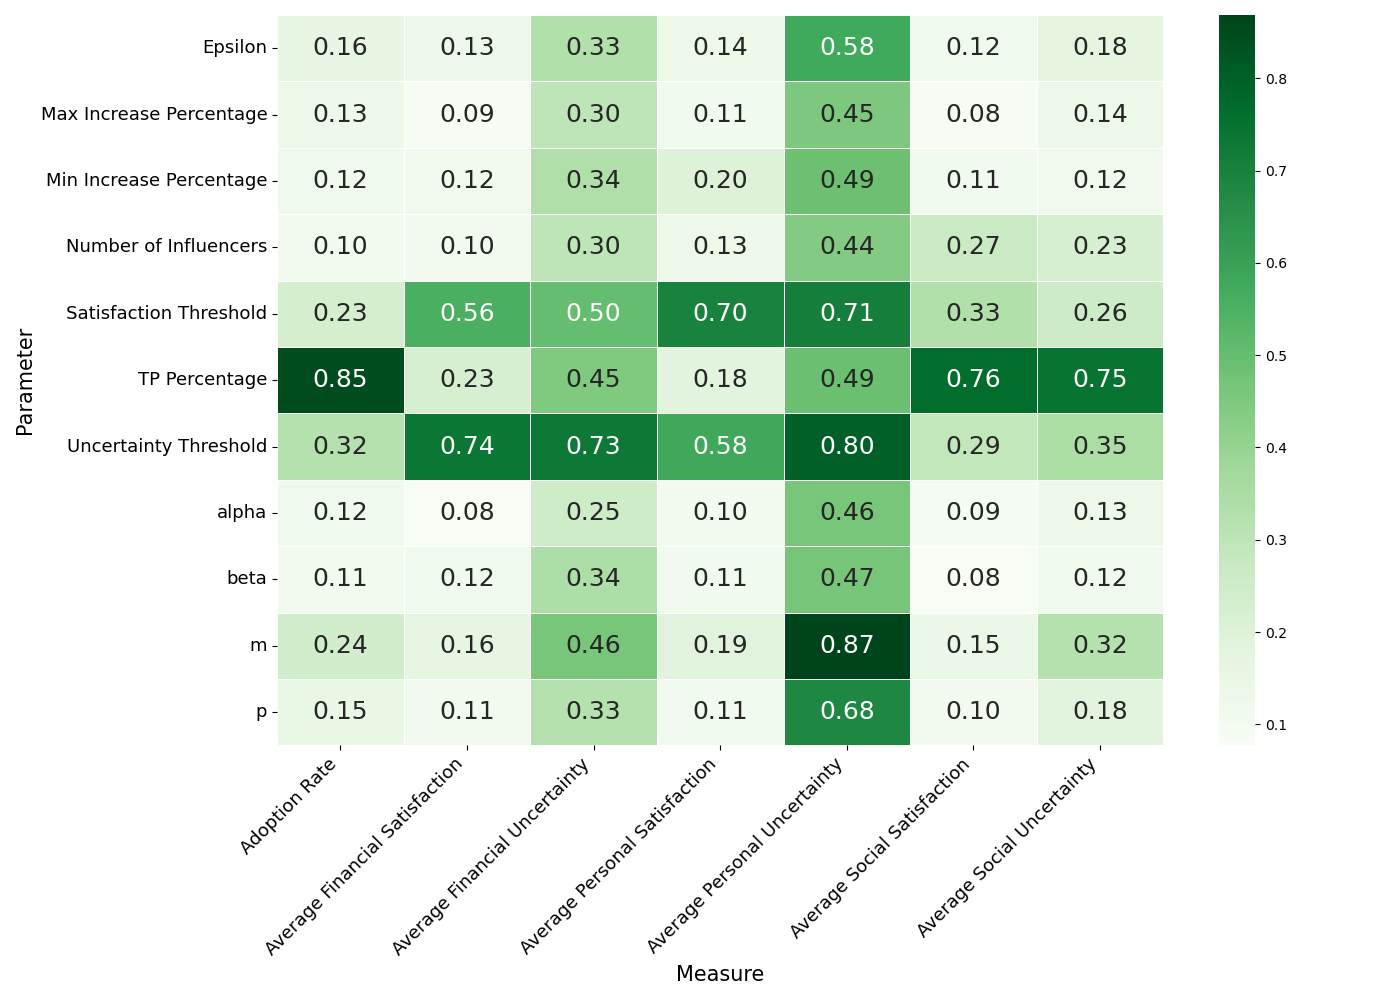 Epsilon 0.16 0.13 0.33 0.14 0.58 0.12 0.18
Max Increase Percentage 0.13 0.09 0.30 0.11 0.45 0.08 0.14
Min Increase Percentage 0.12 0.12 0.34 0.20 0.49 0.11 0.12
Number of Influencers 0.10 0.10 0.30 0.13 0.44 0.27 0.23
Satisfaction Threshold 0.23 0.56 0.50 0.70 0.71 0.33 0.26
TP Percentage 0.85 0.23 0.45 0.18 0.49 0.76 0.75
Uncertainty Threshold 0.32 0.74 0.73 0.58 0.80 0.29 0.35
alpha 0.12 0.08 0.25 0.10 0.46 0.09 0.13
beta 0.11 0.12 0.34 0.11 0.47 0.08 0.12
m 0.24 0.16 0.46 0.19 0.87 0.15 0.32
p 0.15 0.11 0.33 0.11 0.68 0.10 0.18
Parameter
Adoption Rate
Average Financial Satisfaction
Average Financial Uncertainty
Average Personal Satisfaction
Average Personal Uncertainty
Average Social Satisfaction
Average Social Uncertainty
Measure
0.8
0.7
0.6
0.5
0.4
0.3
0.2
0.1